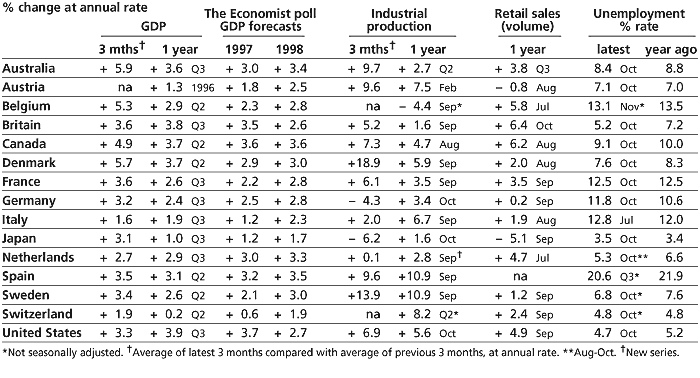 % change at annual rate
GDP The Economist poll GDP forecasts Industrial production Retail sales (volume) Unemployment % rate
3 mths† 1 year 1997 1998 3 mths† 1 year 1 year latest year ago
Australia + 5.9 + 3.6 Q3 + 3.0 + 3.4 + 9.7 + 2.7 Q2 + 3.8 Q3 8.4 Oct 8.8
Austria na + 1.3 1996 + 1.8 + 2.5 + 9.6 + 7.5 Feb − 0.8 Aug 7.1 Oct 7.0
Belgium + 5.3 + 2.9 Q2 + 2.3 + 2.8 na − 4.4 Sep* + 5.8 Jul 13.1 Nov* 13.5
Britain + 3.6 + 3.8 Q3 + 3.5 + 2.6 + 5.2 + 1.6 Sep + 6.4 Oct 5.2 Oct 7.2
Canada + 4.9 + 3.7 Q2 + 3.6 + 3.6 + 7.3 + 4.7 Aug + 6.2 Aug 9.1 Oct 10.0
Denmark + 5.7 + 3.7 Q2 + 2.9 + 3.0 +18.9 + 5.9 Sep + 2.0 Aug 7.6 Oct 8.3
France + 3.6 + 2.6 Q3 + 2.2 + 2.8 + 6.1 + 3.5 Sep + 3.5 Sep 12.5 Oct 12.5
Germany + 3.2 + 2.4 Q3 + 2.5 + 2.8 − 4.3 + 3.4 Oct + 0.2 Sep 11.8 Oct 10.6
Italy + 1.6 + 1.9 Q3 + 1.2 + 2.3 + 2.0 + 6.7 Sep + 1.9 Aug 12.8 Jul 12.0
Japan + 3.1 + 1.0 Q3 + 1.2 + 1.7 − 6.2 + 1.6 Oct − 5.1 Sep 3.5 Oct 3.4
Netherlands + 2.7 + 2.9 Q3 + 3.0 + 3.3 + 0.1 + 2.8 Sep† + 4.7 Jul 5.3 Oct** 6.6
Spain + 3.5 + 3.1 Q2 + 3.2 + 3.5 + 9.6 +10.9 Sep na 20.6 Q3* 21.9
Sweden + 3.4 + 2.6 Q2 + 2.1 + 3.0 +13.9 +10.9 Sep + 1.2 Sep 6.8 Oct* 7.6
Switzerland + 1.9 + 0.2 Q2 + 0.6 + 1.9 na + 8.2 Q2* + 2.4 Sep 4.8 Oct* 4.8
United States + 3.3 + 3.9 Q3 + 3.7 + 2.7 + 6.9 + 5.6 Oct + 4.9 Sep 4.7 Oct 5.2
*Not seasonally adjusted. †Average of latest 3 months compared with average of previous 3 months, at annual rate. **Aug-Oct. †New series.